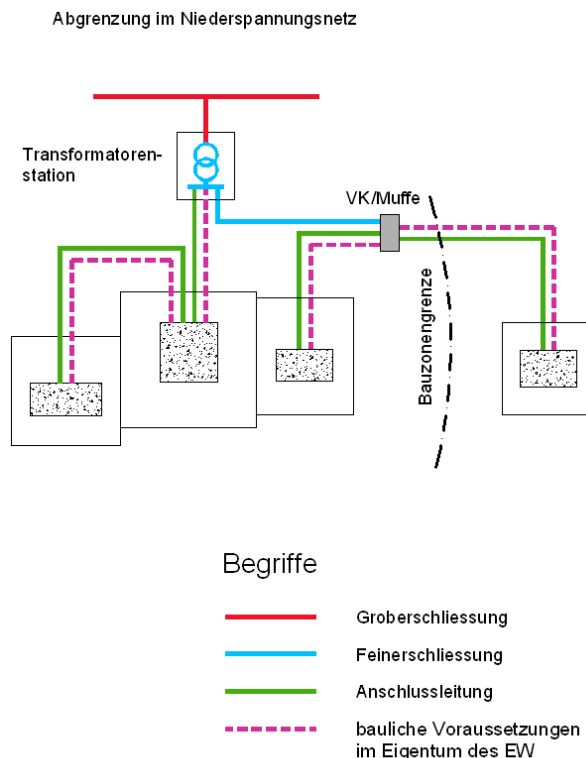 Abgrenzung im Niederspannungsnetz
Transformatoren-
station
VK/Muffe
Bauzonengrenze
Begriffe
Groberschliessung
Feinerschliessung
Anschlussleitung
bauliche Voraussetzungen
im Eigentum des EW